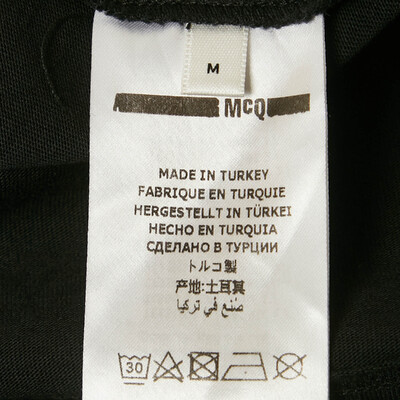 M
McQ
MADE IN TURKEY
FABRIQUE EN TURQUIE
HERGESTELLT IN TÜRKEI
HECHO EN TURQUIA
СДЕЛАНО В ТУРЦИИ
トルコ製
产地:土耳其
صنع في تركيا
30